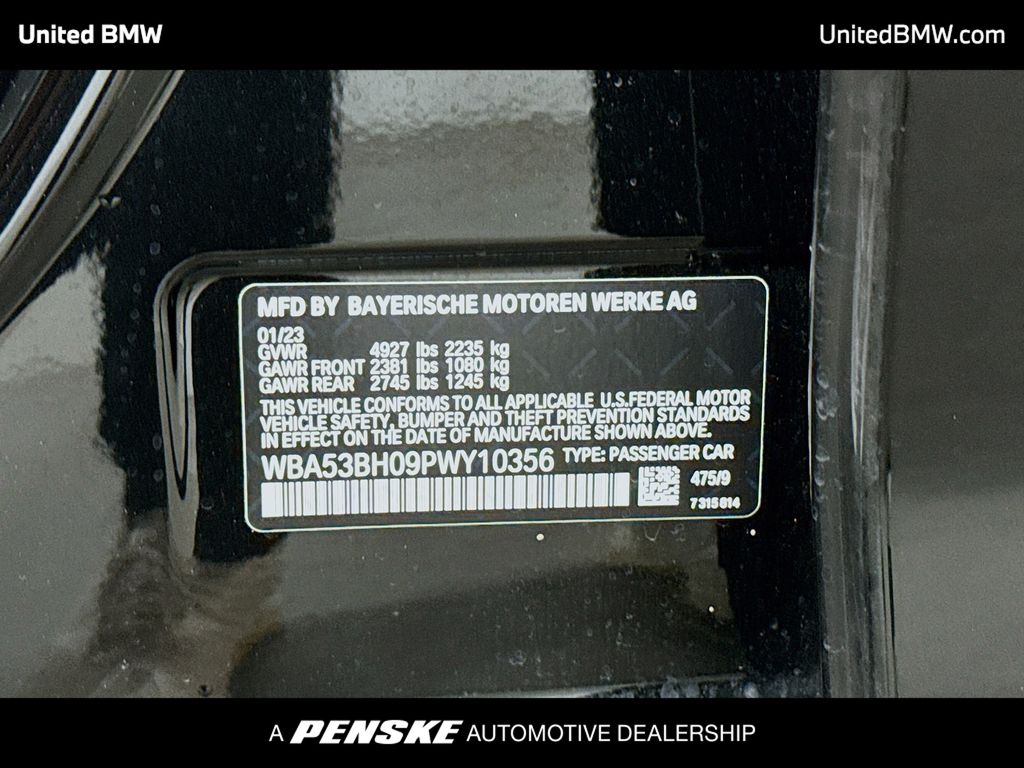 United BMW
UnitedBMW.com
MFD BY BAYERISCHE MOTOREN WERKE AG
01/23
GVWR 4927 lbs 2235 kg
GAWR FRONT 2381 lbs 1080 kg
GAWR REAR 2745 lbs 1245 kg
THIS VEHICLE CONFORMS TO ALL APPLICABLE U.S.FEDERAL MOTOR
VEHICLE SAFETY, BUMPER AND THEFT PREVENTION STANDARDS
IN EFFECT ON THE DATE OF MANUFACTURE SHOWN ABOVE.
WBA53BH09PWY10356 TYPE: PASSENGER CAR
475/9
7315814
A PENSKE AUTOMOTIVE DEALERSHIP